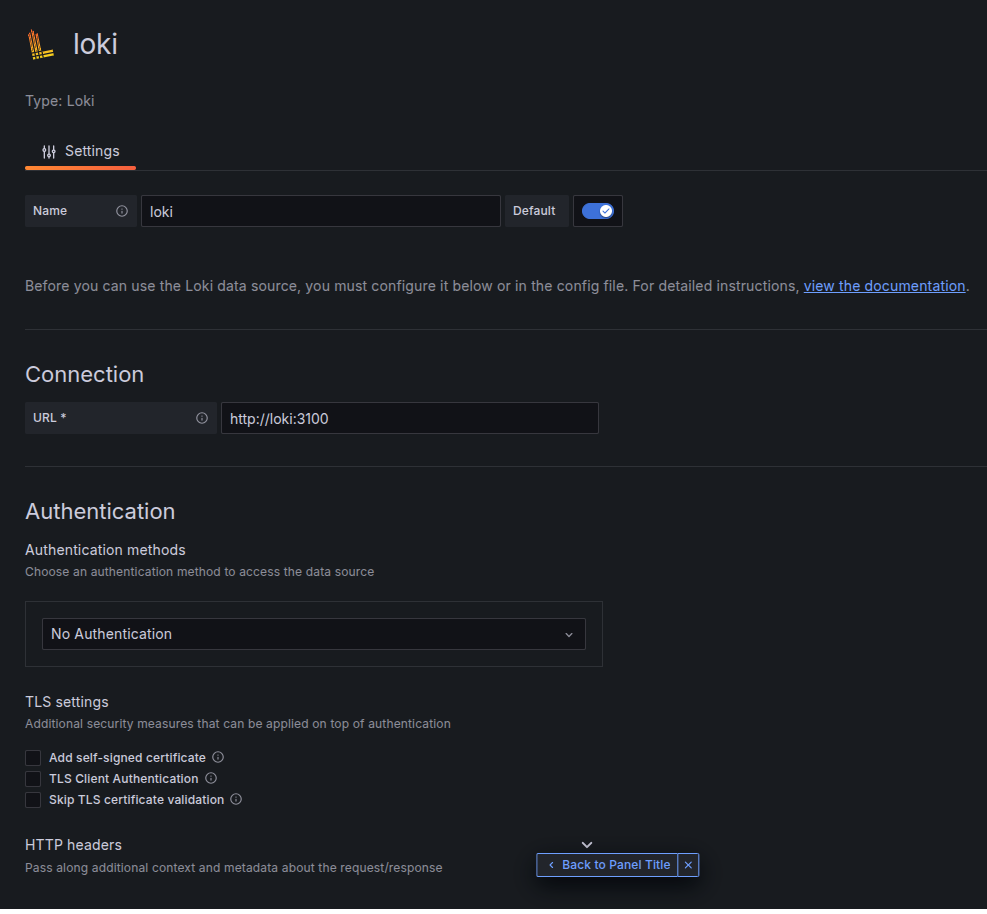 loki
Type: Loki
Settings
Name loki Default
Before you can use the Loki data source, you must configure it below or in the config file. For detailed instructions, view the documentation.
Connection
URL * http://loki:3100
Authentication
Authentication methods
Choose an authentication method to access the data source
No Authentication
TLS settings
Additional security measures that can be applied on top of authentication
Add self-signed certificate
TLS Client Authentication
Skip TLS certificate validation
HTTP headers
Pass along additional context and metadata about the request/response
Back to Panel Title